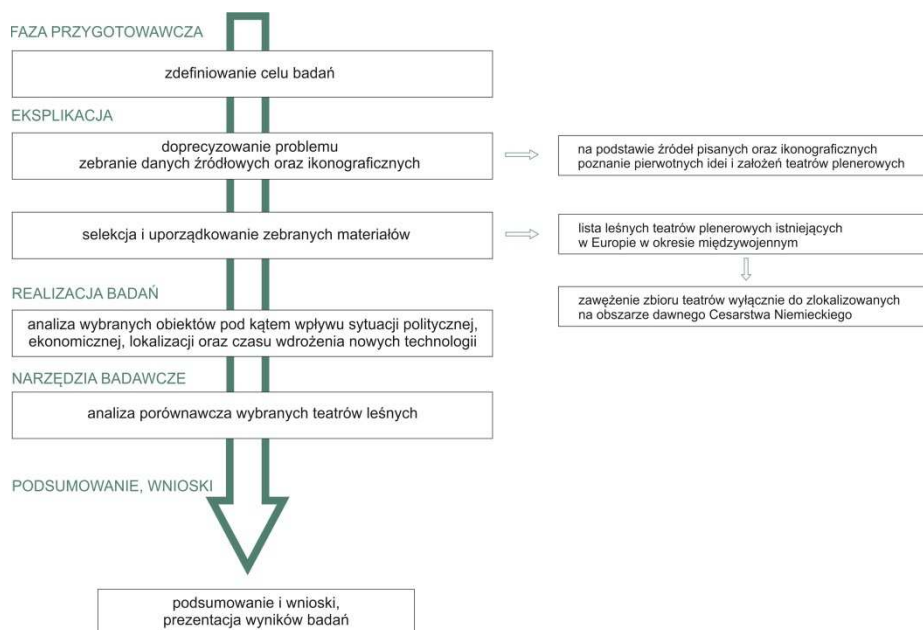 FAZA PRZYGOTOWAWCZA
zdefiniowanie celu badań
EKSPLIKACJA
doprecyzowanie problemu
zebranie danych źródłowych oraz ikonograficznych
na podstawie źródeł pisanych oraz ikonograficznych
poznanie pierwotnych idei i założeń teatrów plenerowych
selekcja i uporządkowanie zebranych materiałów
lista leśnych teatrów plenerowych istniejących
w Europie w okresie międzywojennym
zawężenie zbioru teatrów wyłącznie do zlokalizowanych
na obszarze dawnego Cesarstwa Niemieckiego
REALIZACJA BADAŃ
analiza wybranych obiektów pod kątem wpływu sytuacji politycznej,
ekonomicznej, lokalizacji oraz czasu wdrożenia nowych technologii
NARZĘDZIA BADAWCZE
analiza porównawcza wybranych teatrów leśnych
PODSUMOWANIE, WNIOSKI
podsumowanie i wnioski,
prezentacja wyników badań